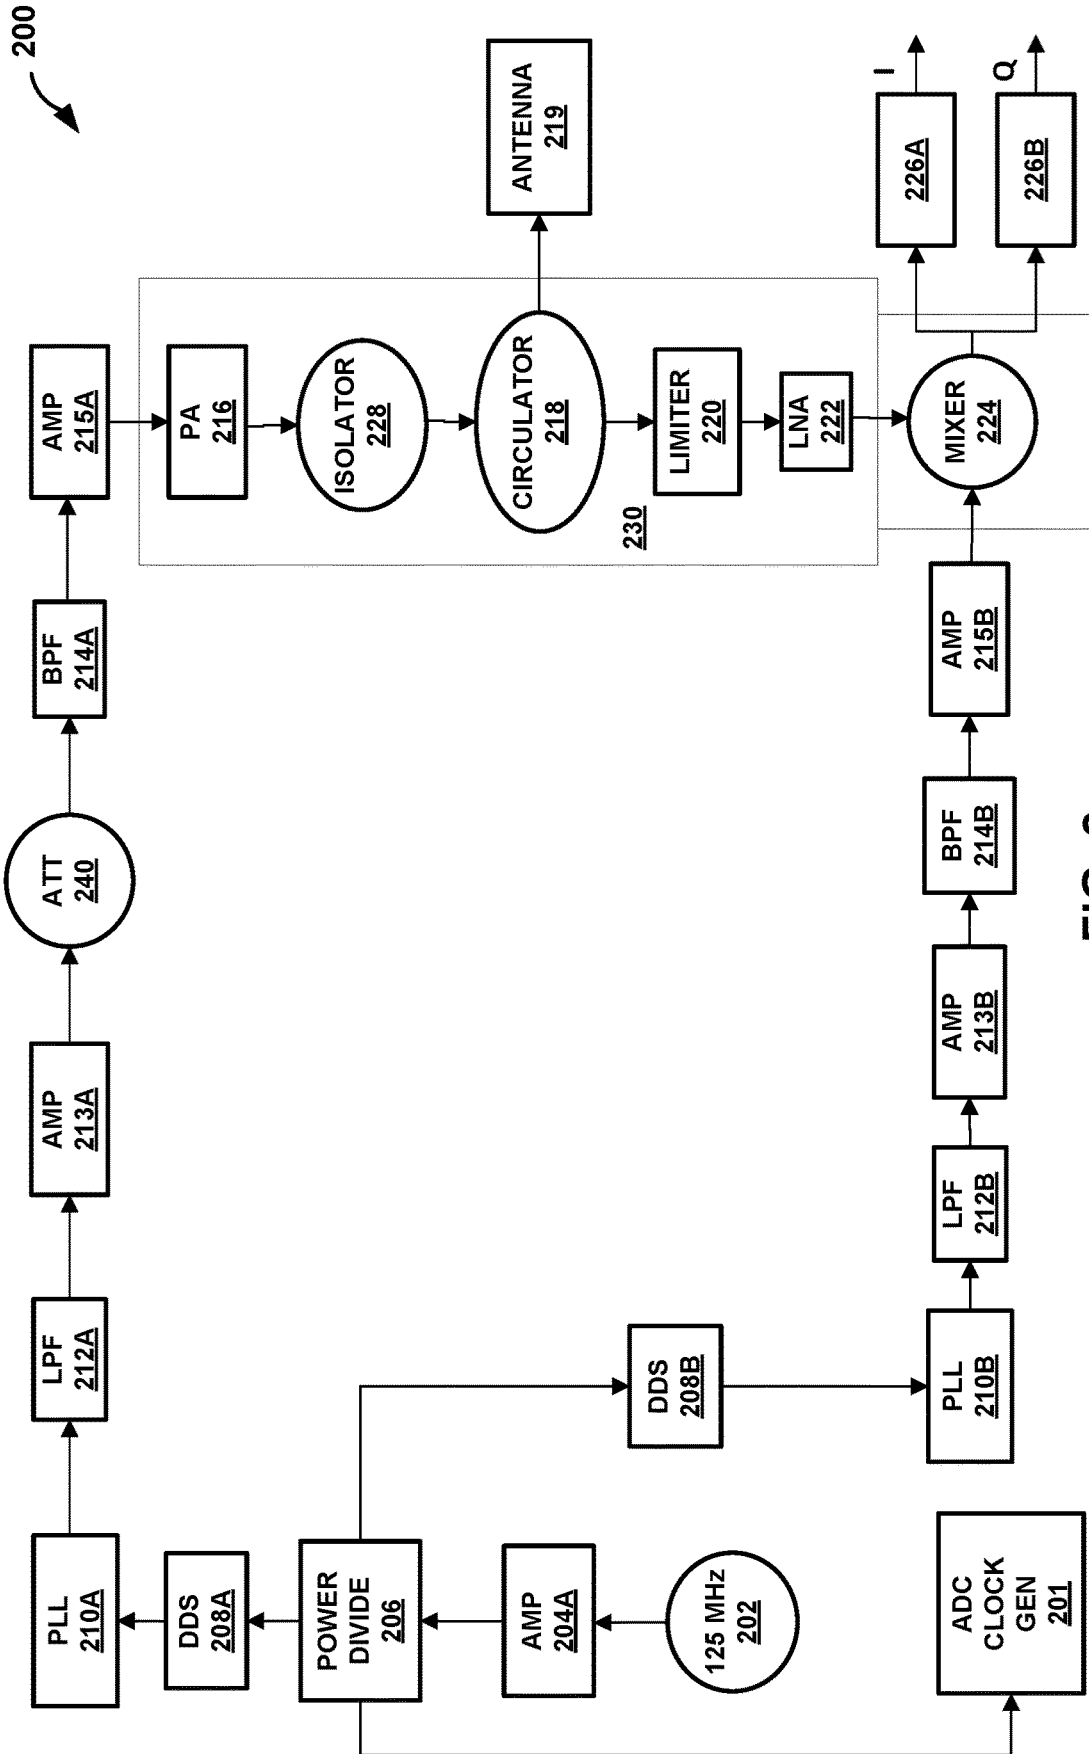 200
PLL
210A
LPF
212A
AMP
213A
ATT
240
BPF
214A
AMP
215A
DDS
208A
PA
216
POWER
DIVIDE
206
ISOLATOR
228
AMP
204A
CIRCULATOR
218
ANTENNA
219
230
125 MHz
202
DDS
208B
LIMITER
220
LNA
222
ADC
CLOCK
GEN
201
PLL
210B
LPF
212B
AMP
213B
BPF
214B
AMP
215B
MIXER
224
226A
I
226B
Q
FIG.